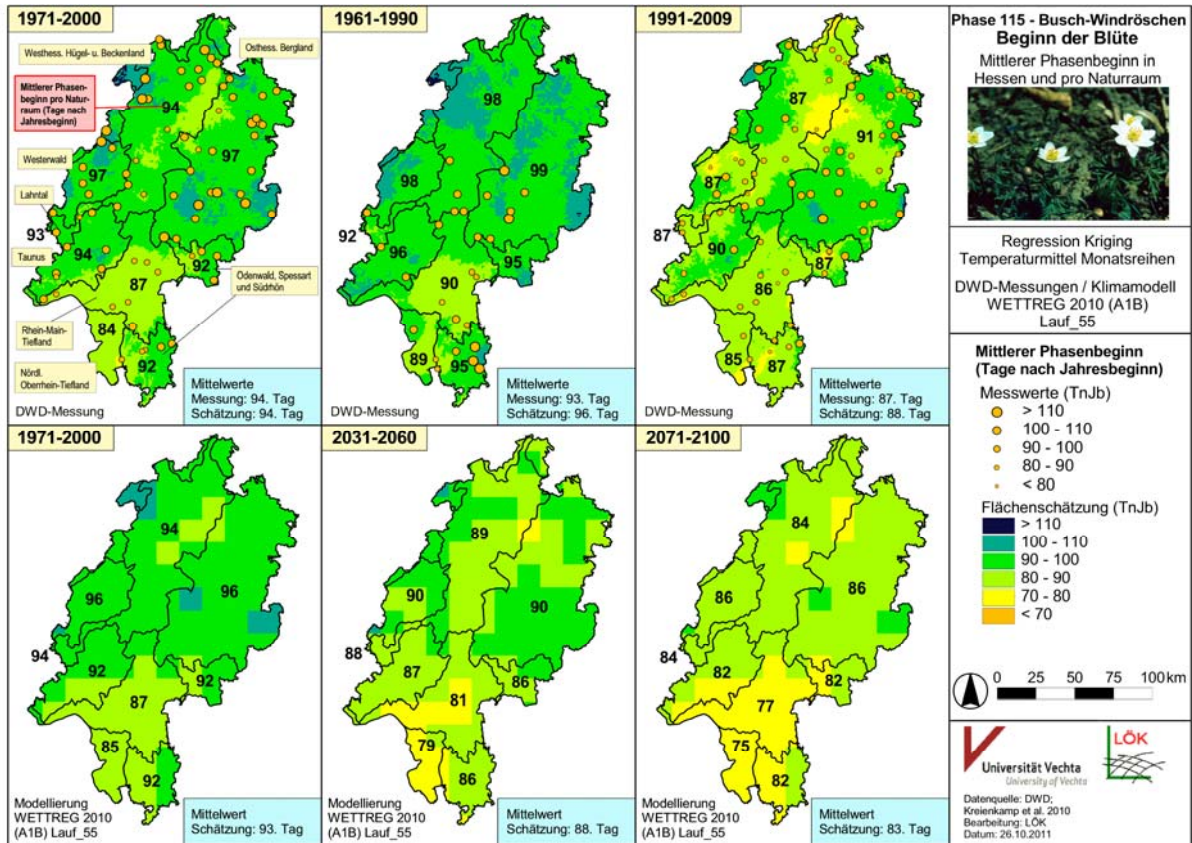 1971-2000
Westhess. Hügel- u. Beckenland
Osthess. Bergland
Mittlerer Phasen-
beginn pro Natur-
raum (Tage nach
Jahresbeginn)
94
97
Westerwald
97
Lahntal
93
94
Taunus
92
87
Odenwald, Spessart
und Südrhön
Rhein-Main-
Tiefland
84
92
Nördl.
Oberrhein-Tiefland
DWD-Messung
Mittelwerte
Messung: 94. Tag
Schätzung: 94. Tag
1961-1990
98
99
98
92
96
95
90
89
95
DWD-Messung
Mittelwerte
Messung: 93. Tag
Schätzung: 96. Tag
1991-2009
87
91
87
87
90
87
86
85
87
DWD-Messung
Mittelwerte
Messung: 87. Tag
Schätzung: 88. Tag
Phase 115 - Busch-Windröschen
Beginn der Blüte
Mittlerer Phasenbeginn in
Hessen und pro Naturraum
Regression Kriging
Temperaturmittel Monatsreihen
DWD-Messungen / Klimamodell
WETTREG 2010 (A1B)
Lauf_55
Mittlerer Phasenbeginn
(Tage nach Jahresbeginn)
Messwerte (TnJb)
> 110
100 - 110
90 - 100
80 - 90
< 80
Flächenschätzung (TnJb)
> 110
100 - 110
90 - 100
80 - 90
70 - 80
< 70
0 25 50 75 100 km
1971-2000
94
96
96
94
92
92
87
85
92
Modellierung
WETTREG 2010
(A1B) Lauf_55
Mittelwert
Schätzung: 93. Tag
2031-2060
89
90
90
88
87
86
81
79
86
Modellierung
WETTREG 2010
(A1B) Lauf_55
Mittelwert
Schätzung: 88. Tag
2071-2100
84
86
86
84
82
82
77
75
82
Modellierung
WETTREG 2010
(A1B) Lauf_55
Mittelwert
Schätzung: 83. Tag
LÖK
Universität Vechta
University of Vechta
Datenquelle: DWD;
Kreienkamp et al. 2010
Bearbeitung: LÖK
Datum: 26.10.2011